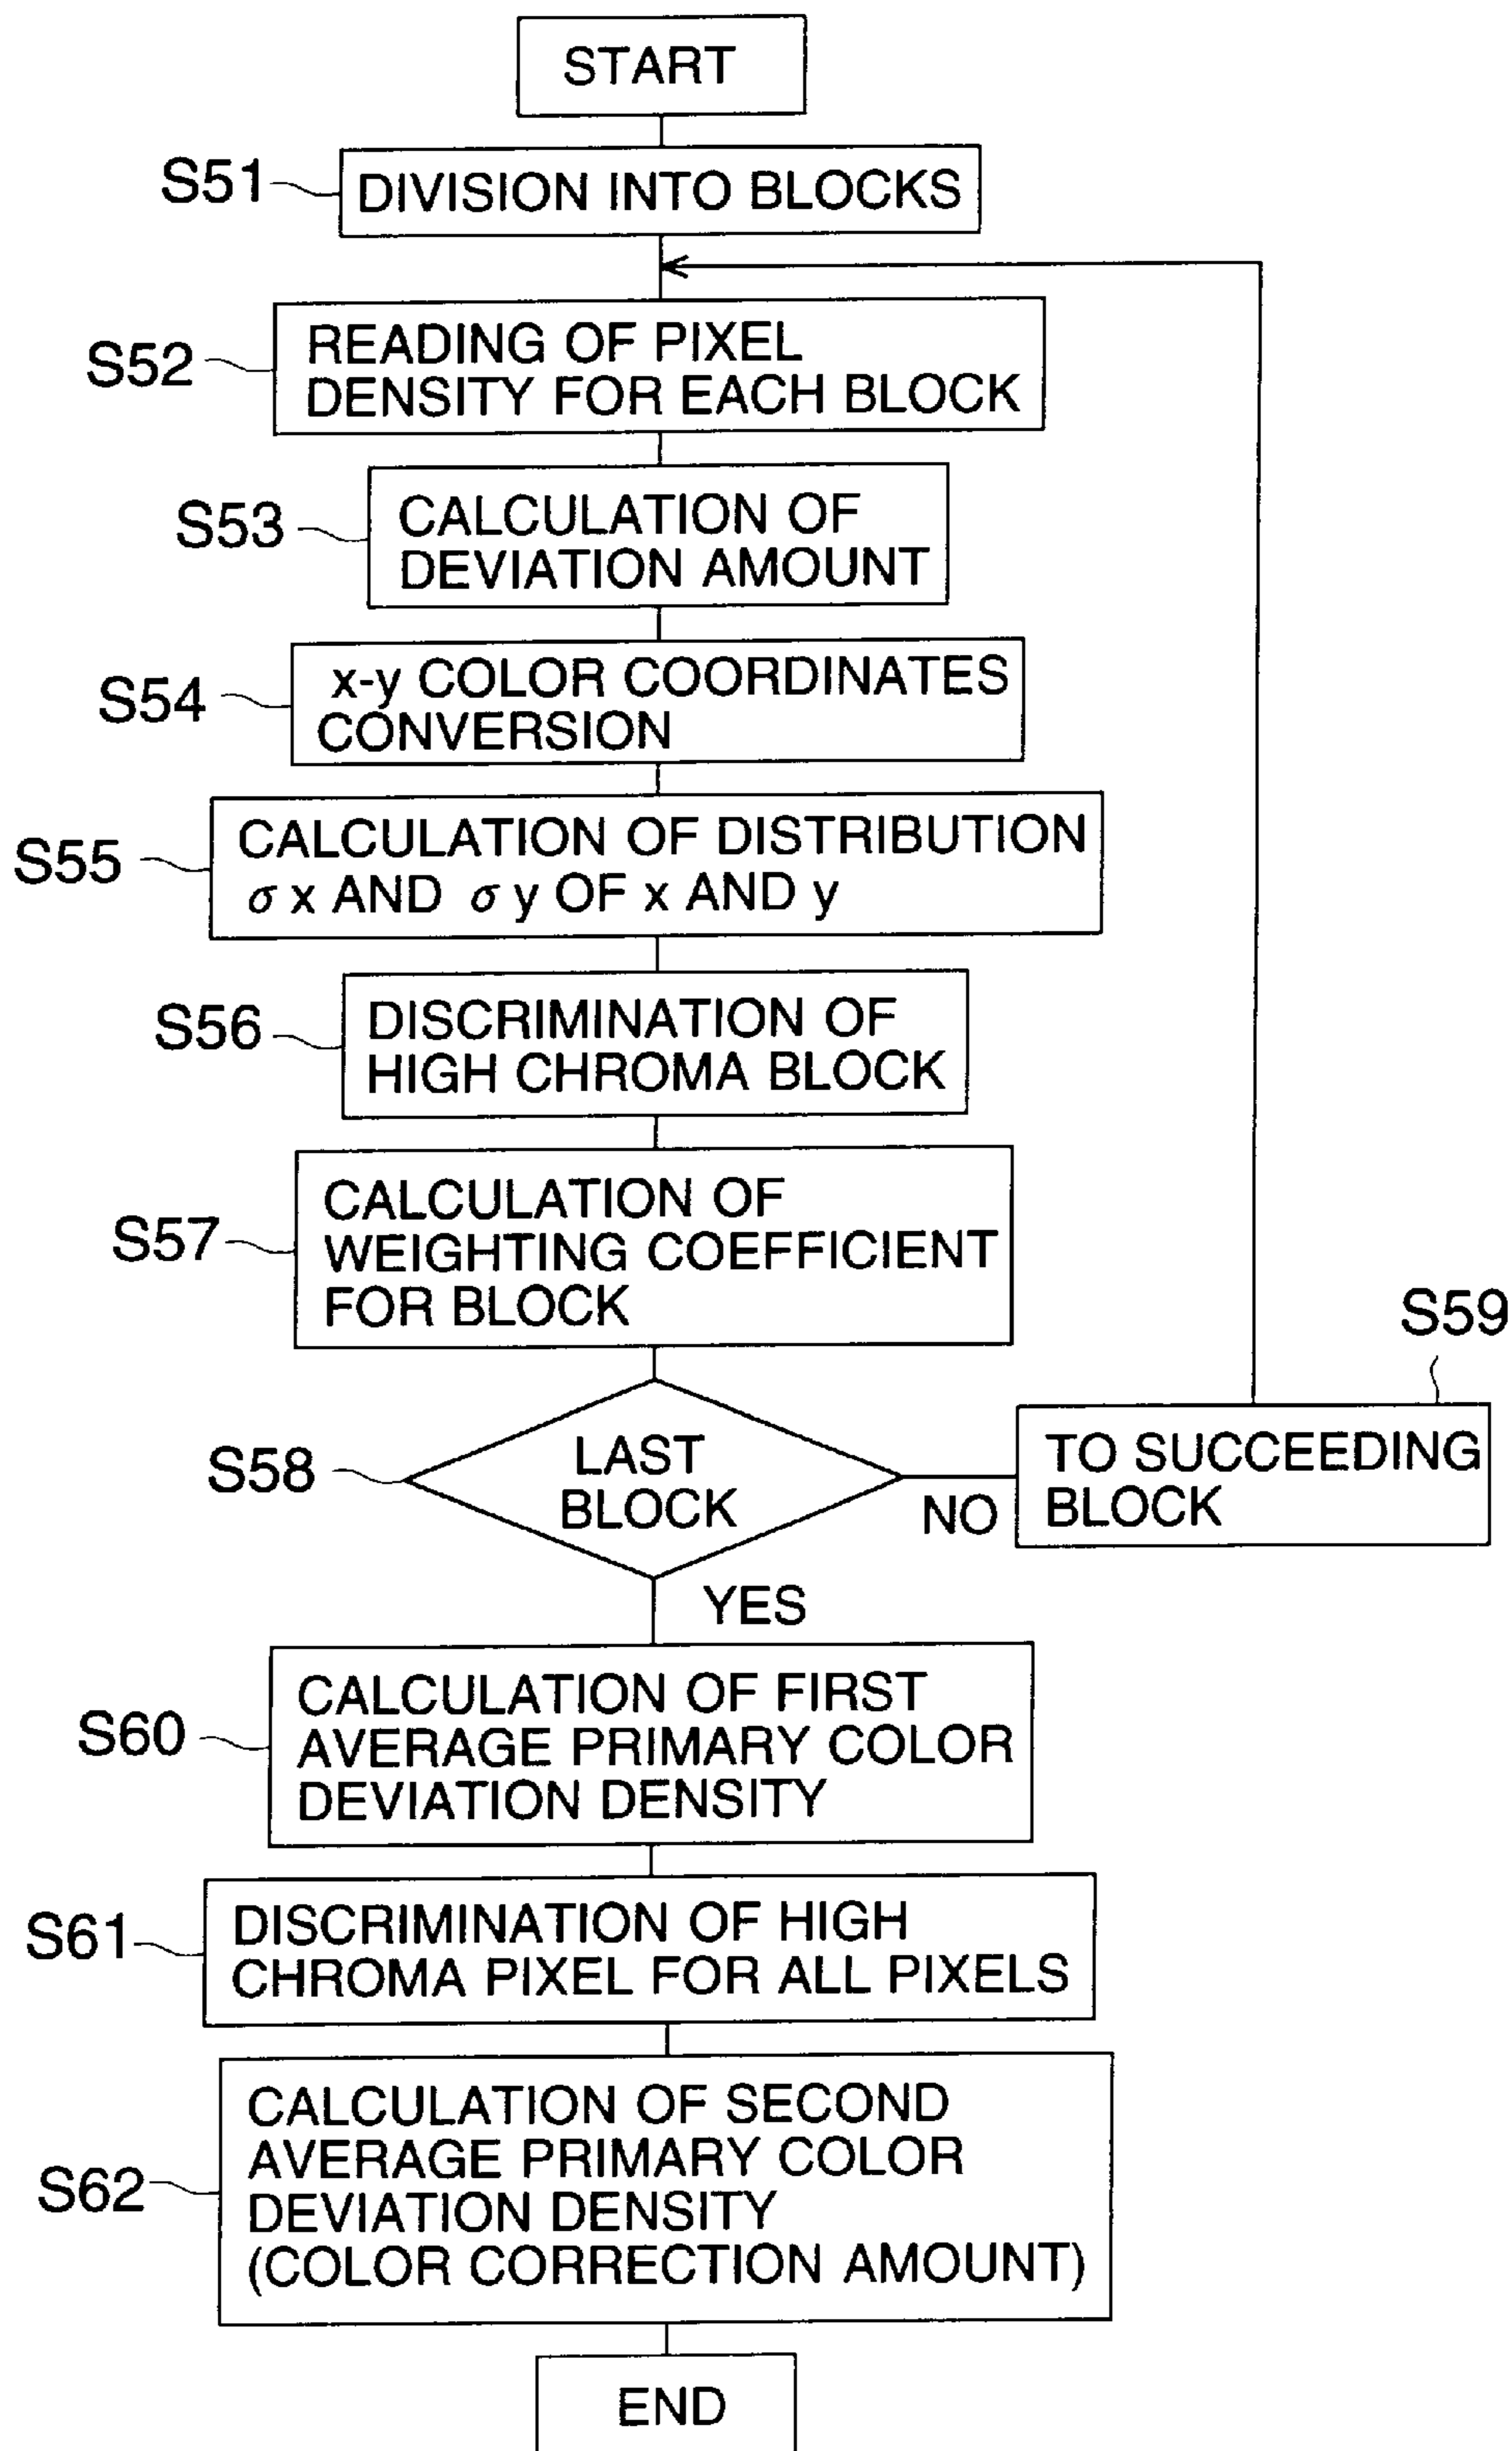 START
S51
DIVISION INTO BLOCKS
S52
READING OF PIXEL
DENSITY FOR EACH BLOCK
S53
CALCULATION OF
DEVIATION AMOUNT
S54
x-y COLOR COORDINATES
CONVERSION
S55
CALCULATION OF DISTRIBUTION
σ x AND σ y OF x AND y
S56
DISCRIMINATION OF
HIGH CHROMA BLOCK
S57
CALCULATION OF
WEIGHTING COEFFICIENT
FOR BLOCK
S58
LAST
BLOCK
NO
S59
TO SUCCEEDING
BLOCK
YES
S60
CALCULATION OF FIRST
AVERAGE PRIMARY COLOR
DEVIATION DENSITY
S61
DISCRIMINATION OF HIGH
CHROMA PIXEL FOR ALL PIXELS
S62
CALCULATION OF SECOND
AVERAGE PRIMARY COLOR
DEVIATION DENSITY
(COLOR CORRECTION AMOUNT)
END